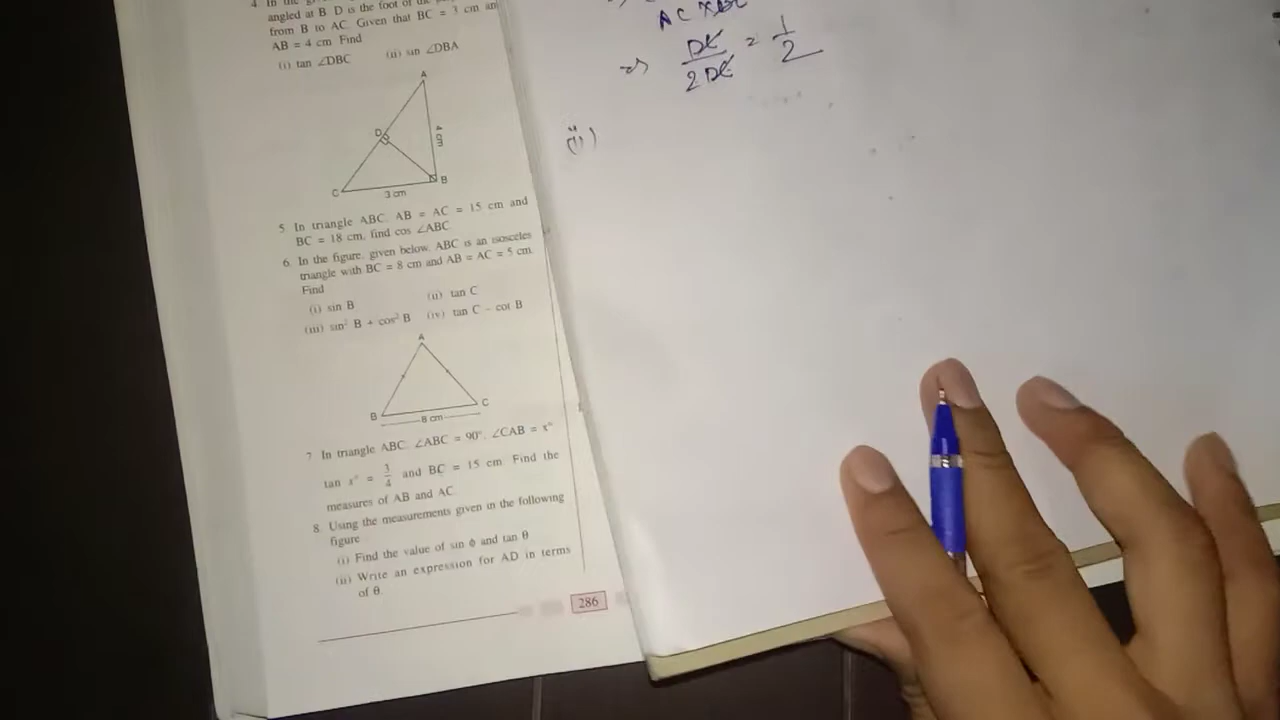 4. In the
angled at B. D is the foot of the
from B to AC. Given that BC = 3 cm an
AB = 4 cm. Find
(i) tan ∠DBC (ii) sin ∠DBA
A
D
4 cm
C
B
3 cm
5. In triangle ABC, AB = AC = 15 cm and
BC = 18 cm, find cos ∠ABC.
6. In the figure, given below, ABC is an isosceles
triangle with BC = 8 cm and AB = AC = 5 cm.
Find
(i) sin B (ii) tan C
(iii) sin² B + cos² B (iv) tan C - cot B
A
B
C
8 cm
7. In triangle ABC, ∠ABC = 90°, ∠CAB = x°
tan x° = 3/4 and BC = 15 cm. Find the
measures of AB and AC.
8. Using the measurements given in the following
figure
(i) Find the value of sin ϕ and tan θ
(ii) Write an expression for AD in terms
of θ.
286
= 1/2
(ii)